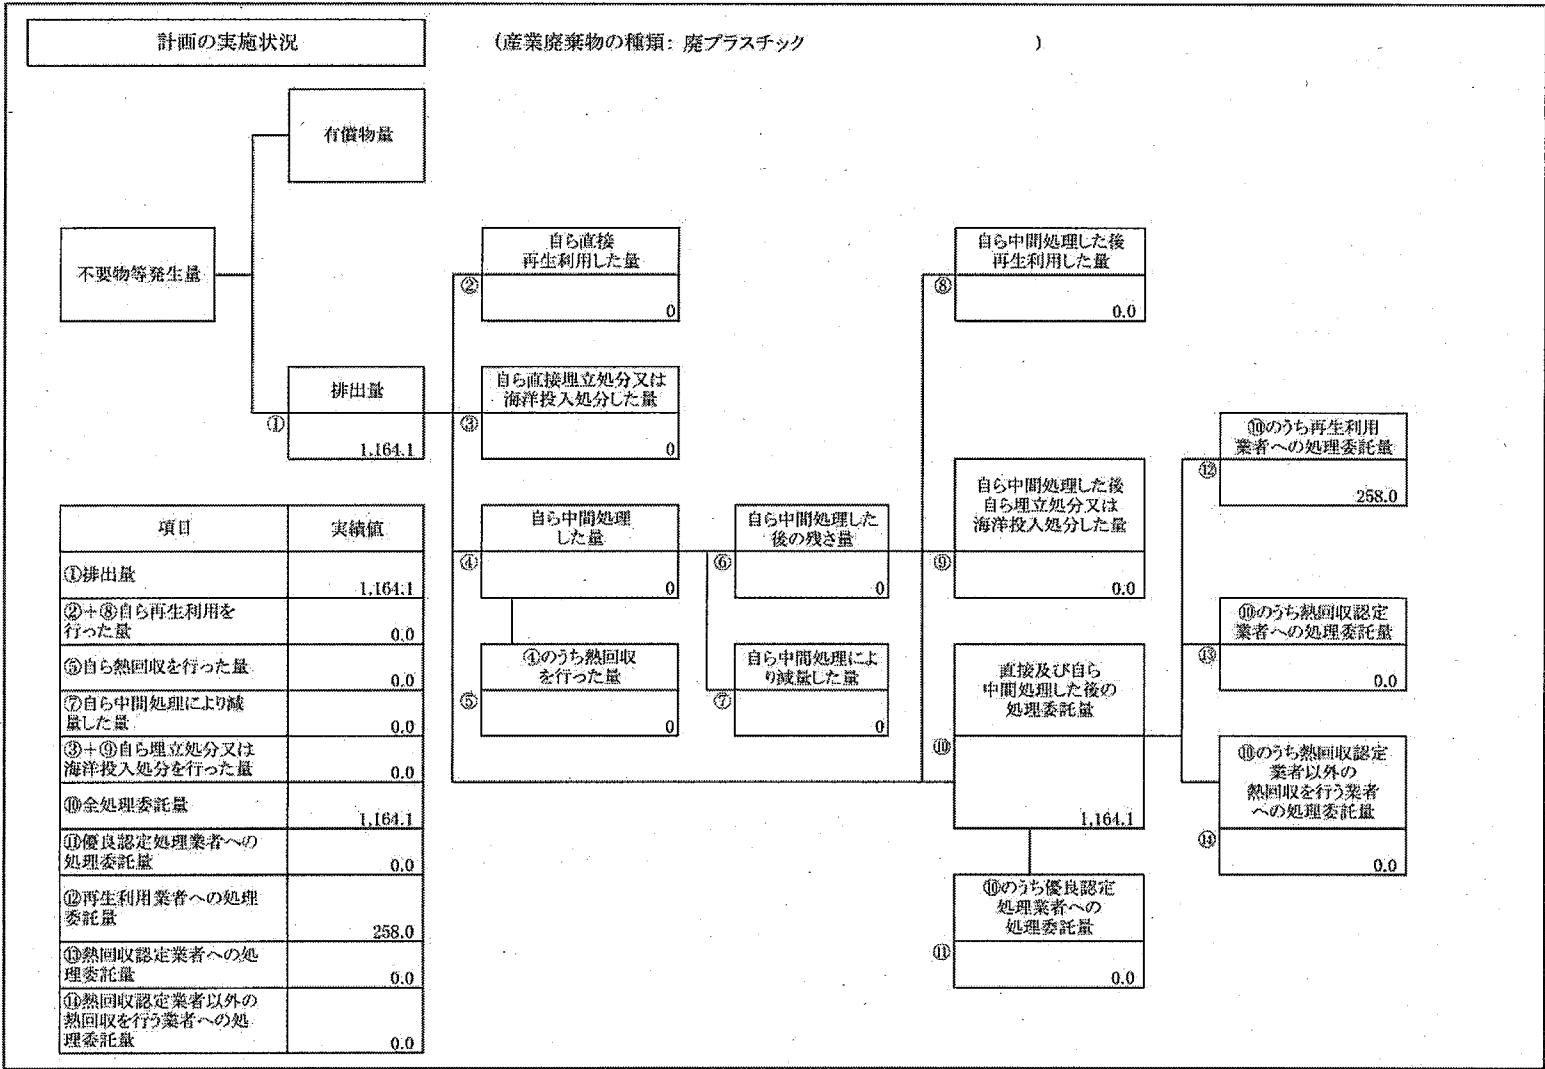 計画の実施状況
(産業廃棄物の種類: 廃プラスチック )
有償物量
不要物等発生量
排出量
①
1,164.1
自ら直接
再生利用した量
②
0
自ら直接埋立処分又は
海洋投入処分した量
③
0
自ら中間処理
した量
④
0
④のうち熱回収
を行った量
⑤
0
自ら中間処理した
後の残さ量
⑥
0
自ら中間処理によ
り減量した量
⑦
0
自ら中間処理した後
再生利用した量
⑧
0.0
自ら中間処理した後
自ら埋立処分又は
海洋投入処分した量
⑨
0.0
直接及び自ら
中間処理した後の
処理委託量
⑩
1,164.1
⑩のうち優良認定
処理業者への
処理委託量
⑪
0.0
⑩のうち再生利用
業者への処理委託量
⑫
258.0
⑩のうち熱回収認定
業者への処理委託量
⑬
0.0
⑩のうち熱回収認定
業者以外の
熱回収を行う業者
への処理委託量
⑭
0.0
項目 実績値
①排出量
1,164.1
②+⑧自ら再生利用を
行った量 0.0
⑤自ら熱回収を行った量
0.0
⑦自ら中間処理により減
量した量 0.0
③+⑨自ら埋立処分又は
海洋投入処分を行った量 0.0
⑩全処理委託量
1,164.1
⑪優良認定処理業者への
処理委託量 0.0
⑫再生利用業者への処理
委託量
258.0
⑬熱回収認定業者への処
理委託量 0.0
⑭熱回収認定業者以外の
熱回収を行う業者への処
理委託量 0.0